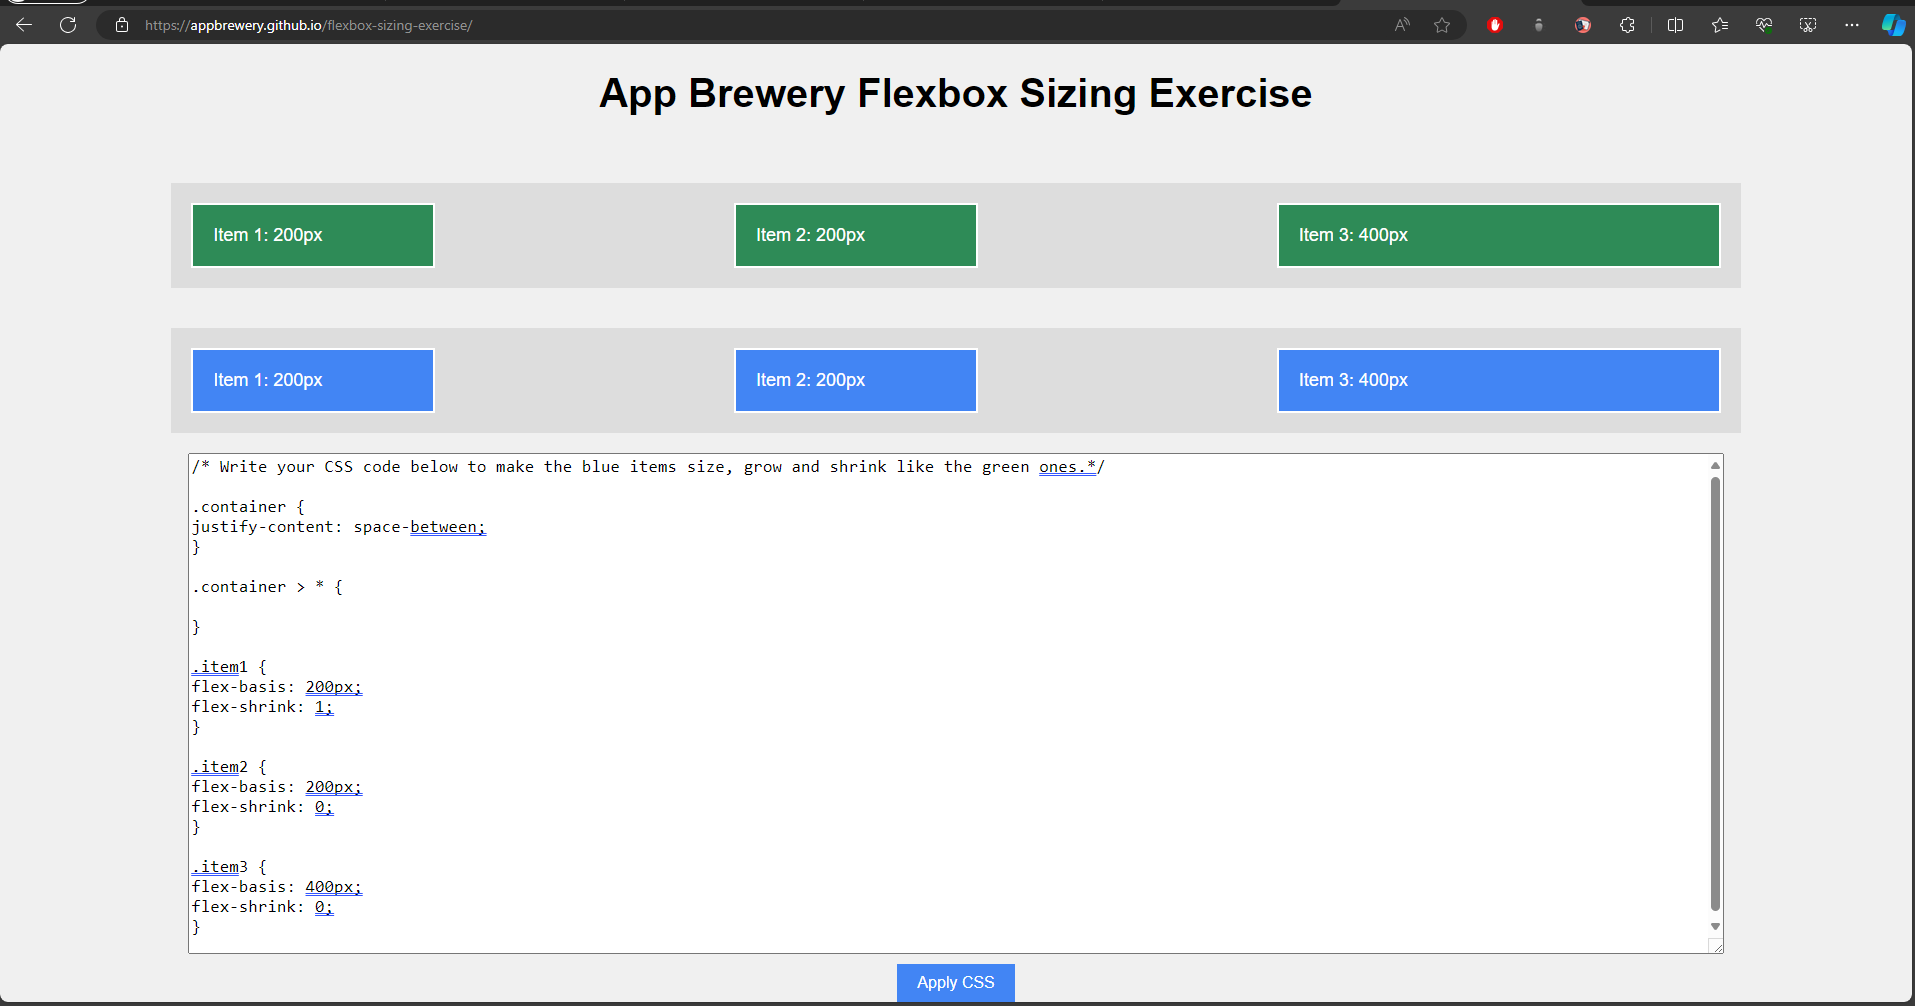 https://appbrewery.github.io/flexbox-sizing-exercise/
App Brewery Flexbox Sizing Exercise
Item 1: 200px
Item 2: 200px
Item 3: 400px
Item 1: 200px
Item 2: 200px
Item 3: 400px
/* Write your CSS code below to make the blue items size, grow and shrink like the green ones.*/
.container {
justify-content: space-between;
}
.container > * {
}
.item1 {
flex-basis: 200px;
flex-shrink: 1;
}
.item2 {
flex-basis: 200px;
flex-shrink: 0;
}
.item3 {
flex-basis: 400px;
flex-shrink: 0;
}
Apply CSS